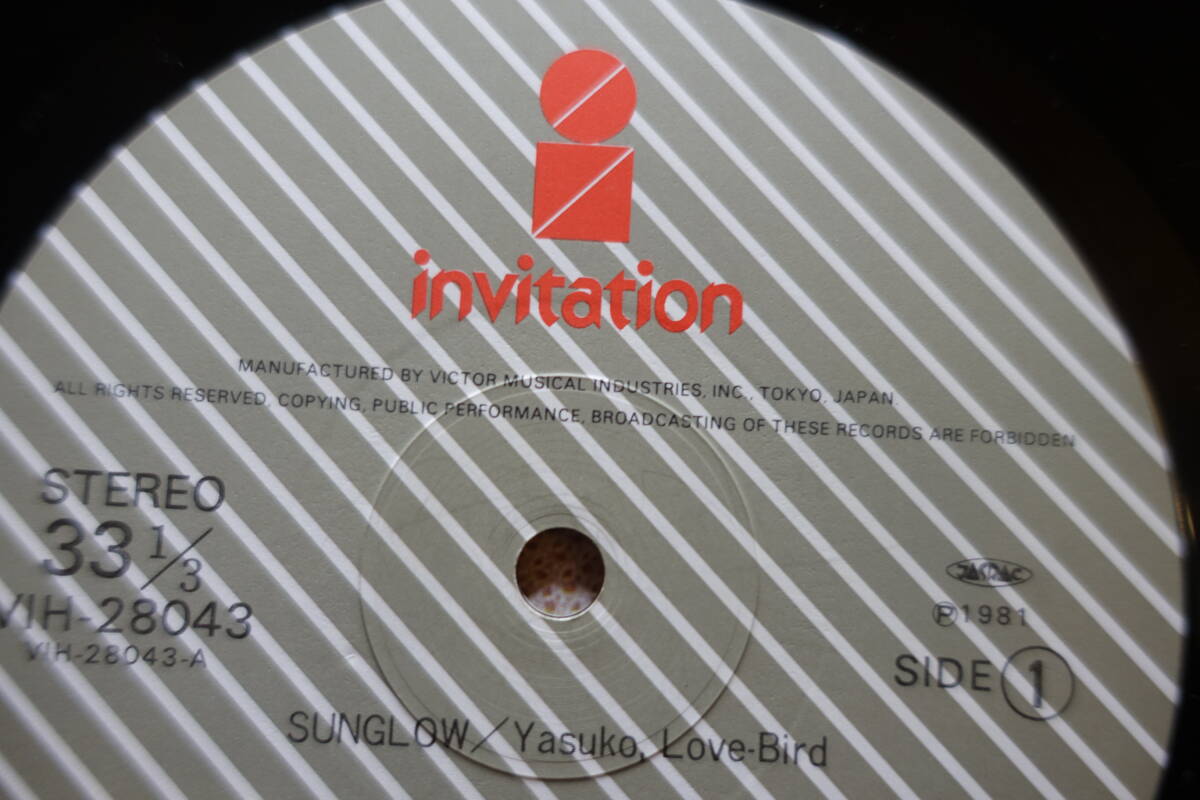 invitation
MANUFACTURED BY VICTOR MUSICAL INDUSTRIES, INC., TOKYO, JAPAN.
ALL RIGHTS RESERVED, COPYING, PUBLIC PERFORMANCE, BROADCASTING OF THESE RECORDS ARE FORBIDDEN
STEREO
33 1/3
VIH-28043
VIH-28043-A
JASRAC
Ⓟ1981
SIDE 1
SUNGLOW/Yasuko, Love-Bird